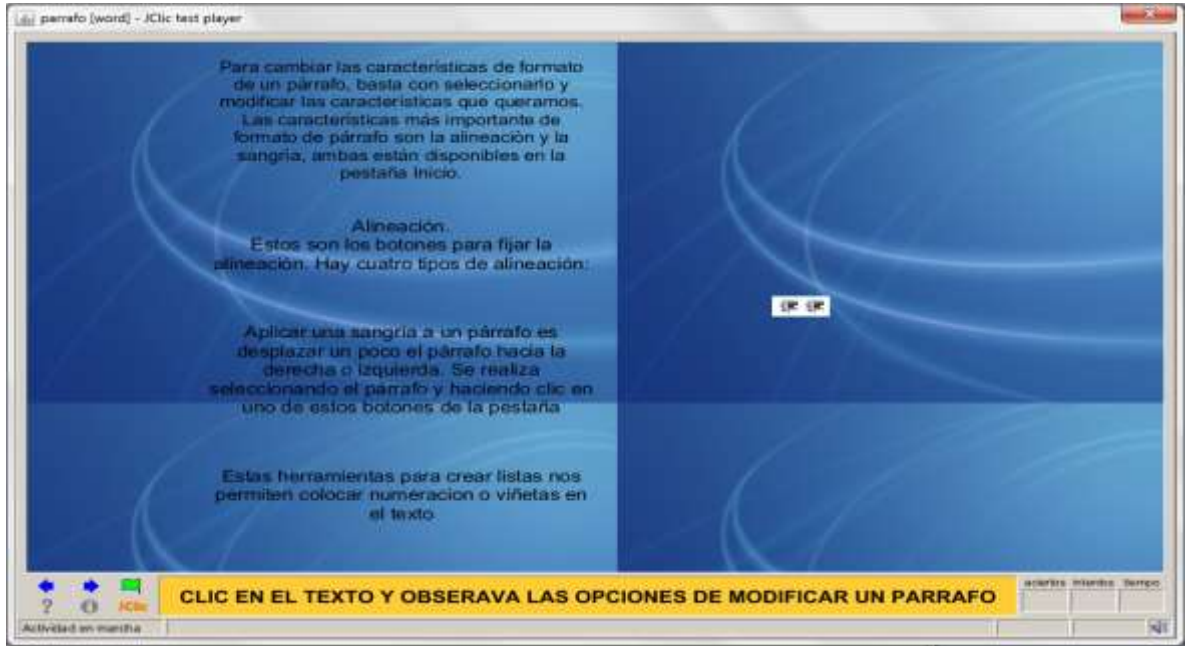 parrafo [word] - JClic test player
Para cambiar las características de formato
de un párrafo, basta con seleccionarlo y
modificar las características que queramos.
Las características más importante de
formato de párrafo son la alineación y la
sangría, ambas están disponibles en la
pestaña Inicio.
Alineación.
Estos son los botones para fijar la
alineación. Hay cuatro tipos de alineación:
Aplicar una sangría a un párrafo es
desplazar un poco el párrafo hacia la
derecha o izquierda. Se realiza
seleccionando el parrafo y haciendo clic en
uno de estos botones de la pestaña
Estas herramientas para crear listas nos
permiten colocar numeracion o viñetas en
el texto
aciertos intentos tiempo
JClic
CLIC EN EL TEXTO Y OBSERAVA LAS OPCIONES DE MODIFICAR UN PARRAFO
Actividad en marcha